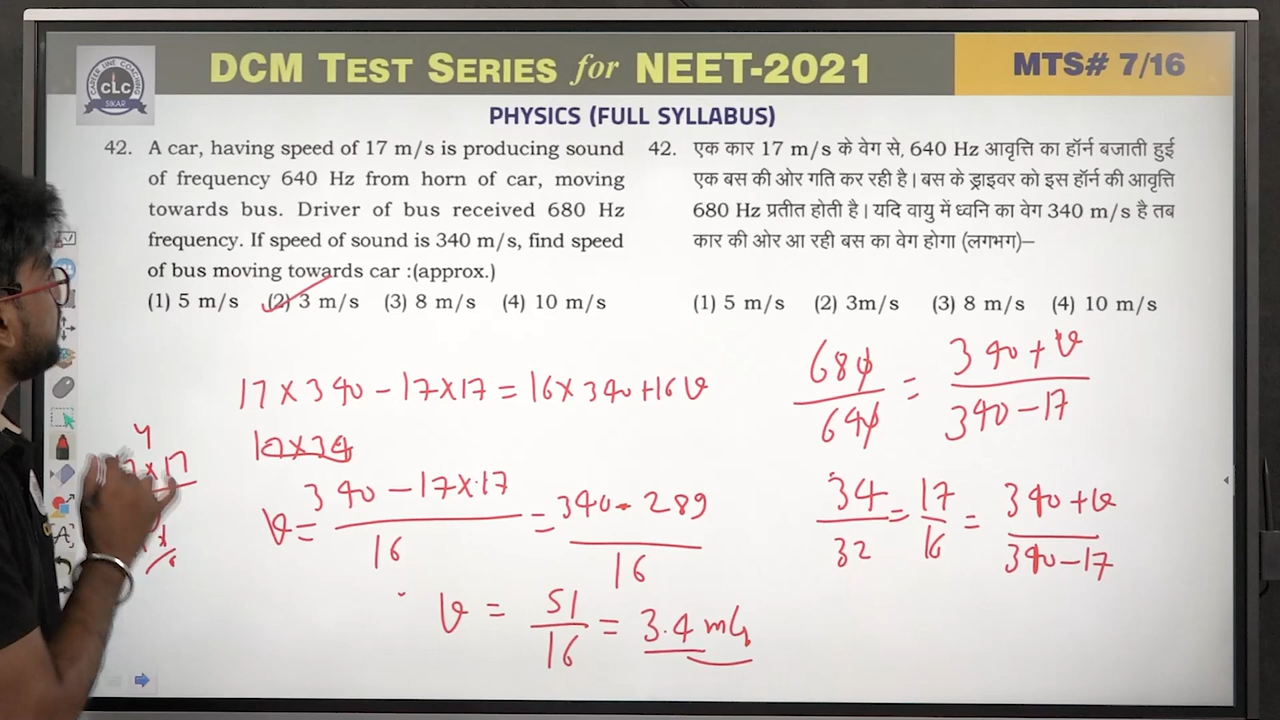 CAREER LINE COACHING
CLC
SIKAR
DCM TEST SERIES for NEET-2021
MTS# 7/16
PHYSICS (FULL SYLLABUS)
42. A car, having speed of 17 m/s is producing sound
of frequency 640 Hz from horn of car, moving
towards bus. Driver of bus received 680 Hz
frequency. If speed of sound is 340 m/s, find speed
of bus moving towards car :(approx.)
(1) 5 m/s (2) 3 m/s (3) 8 m/s (4) 10 m/s
42. एक कार 17 m/s के वेग से, 640 Hz आवृत्ति का हॉर्न बजाती हुई
एक बस की ओर गति कर रही है। बस के ड्राइवर को इस हॉर्न की आवृत्ति
680 Hz प्रतीत होती है। यदि वायु में ध्वनि का वेग 340 m/s है तब
कार की ओर आ रही बस का वेग होगा (लगभग)–
(1) 5 m/s (2) 3m/s (3) 8 m/s (4) 10 m/s
680/640 = 340+v/340-17
34/32 = 17/16 = 340+v/340-17
17×340-17×17 = 16×340+16v
v = 340-17×17/16 = 340-289/16
v = 51/16 = 3.4 m/s